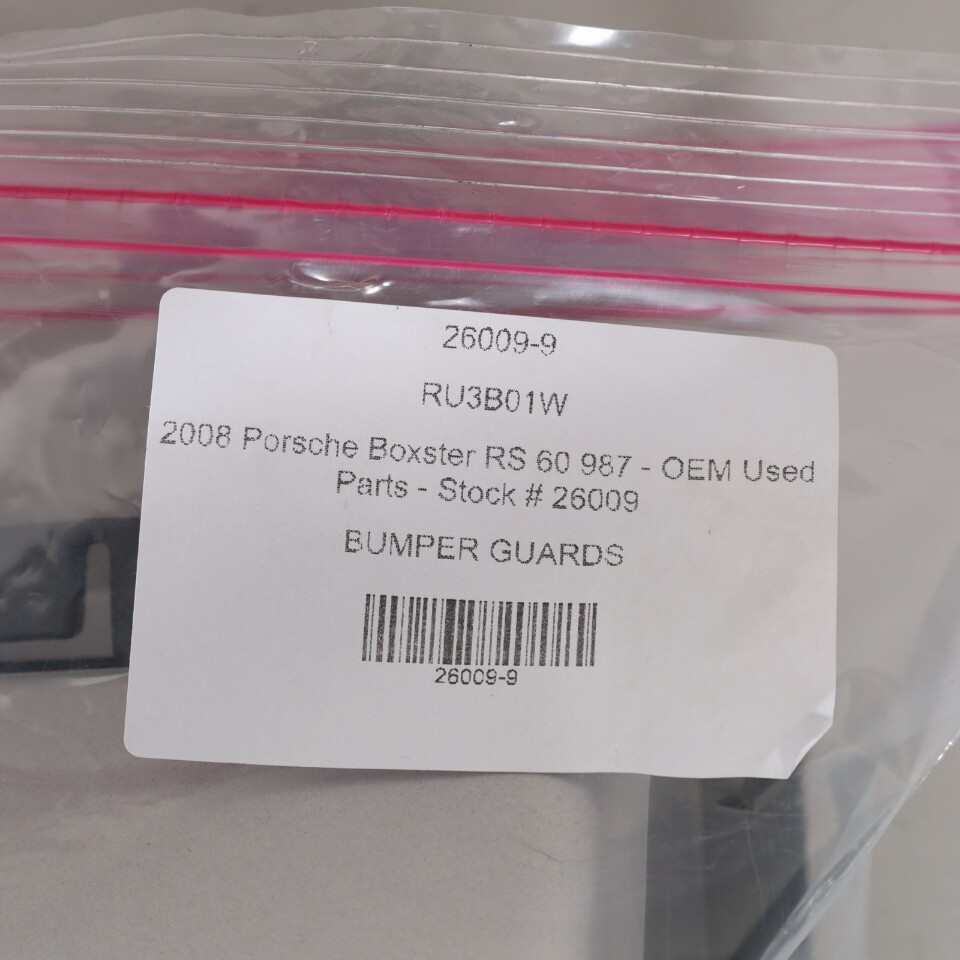 26009-9
RU3B01W
2008 Porsche Boxster RS 60 987 - OEM Used
Parts - Stock # 26009
BUMPER GUARDS
26009-9